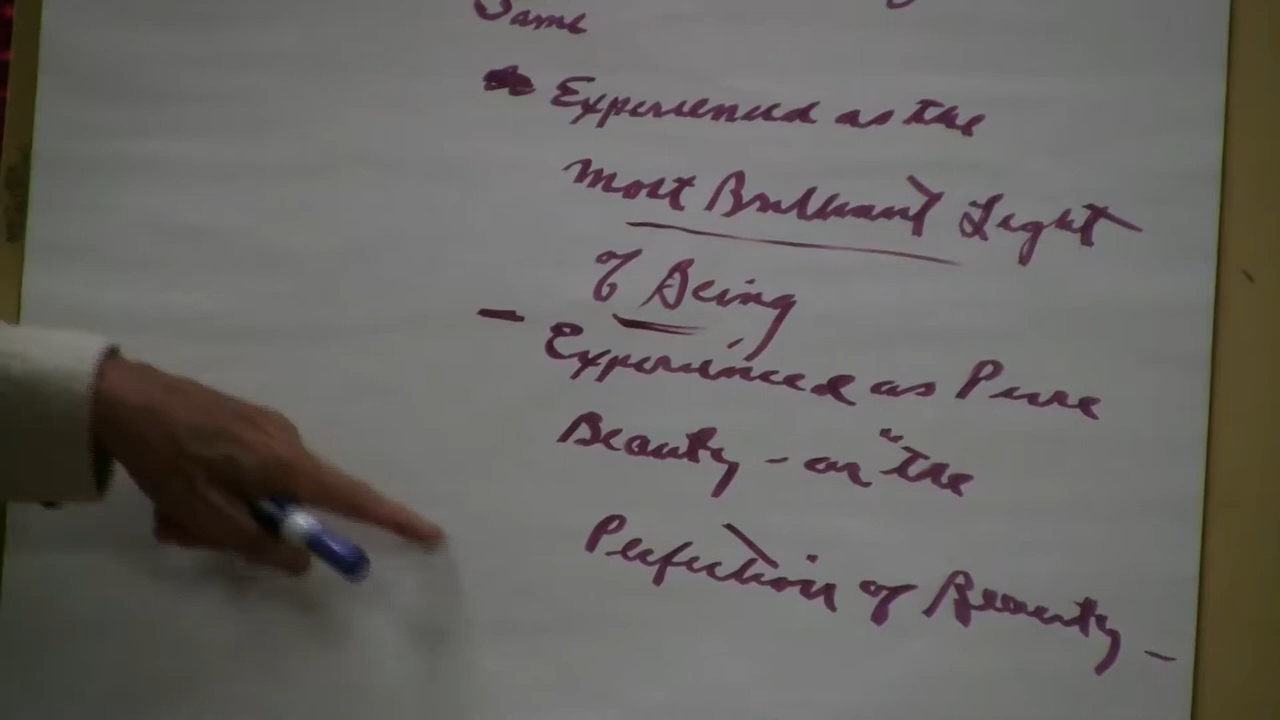 Same
Experienced as the
most Brilliant Light
of Being
- Experienced as Pure
Beauty - or "the
Perfection of Beauty -